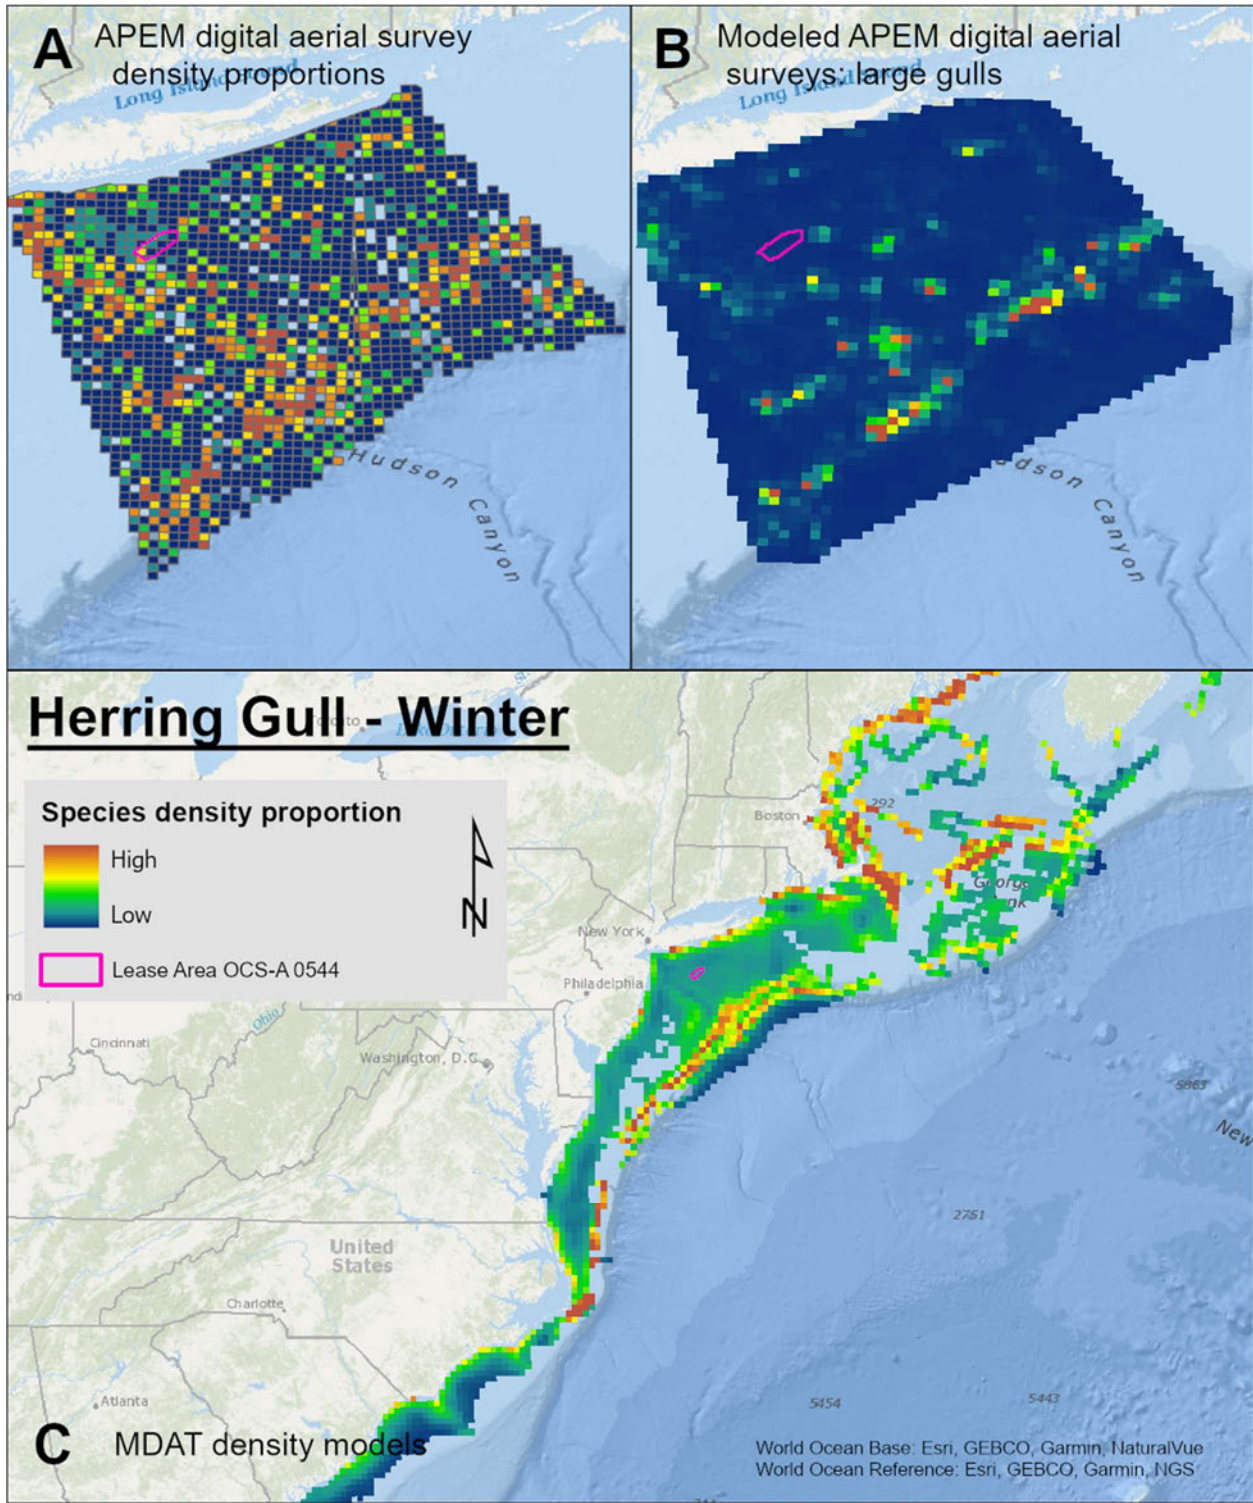 A APEM digital aerial survey
density proportions
Long Island Sound
Hudson Canyon
B Modeled APEM digital aerial
surveys: large gulls
Long Island Sound
Hudson Canyon
Herring Gull - Winter
Species density proportion
High
Low
N
Lease Area OCS-A 0544
Boston
292
New York
Philadelphia
Ohio
Cincinnati
Washington, D.C.
5863
New
2751
United
States
Charlotte
Atlanta
5454
5443
C MDAT density models
World Ocean Base: Esri, GEBCO, Garmin, NaturalVue
World Ocean Reference: Esri, GEBCO, Garmin, NGS